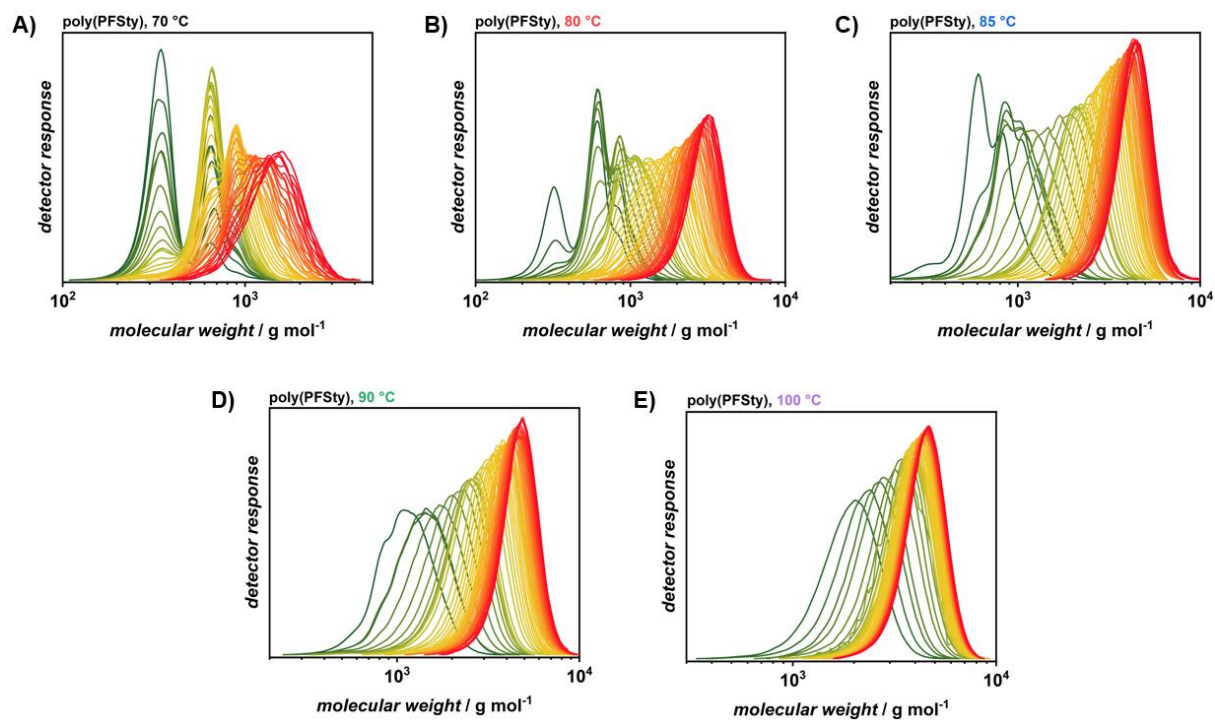 A)
poly(PFSty), 70 °C
detector response
10²
10³
molecular weight / g mol⁻¹
B)
poly(PFSty), 80 °C
detector response
10²
10³
10⁴
molecular weight / g mol⁻¹
C)
poly(PFSty), 85 °C
detector response
10³
10⁴
molecular weight / g mol⁻¹
D)
poly(PFSty), 90 °C
detector response
10³
10⁴
molecular weight / g mol⁻¹
E)
poly(PFSty), 100 °C
detector response
10³
10⁴
molecular weight / g mol⁻¹